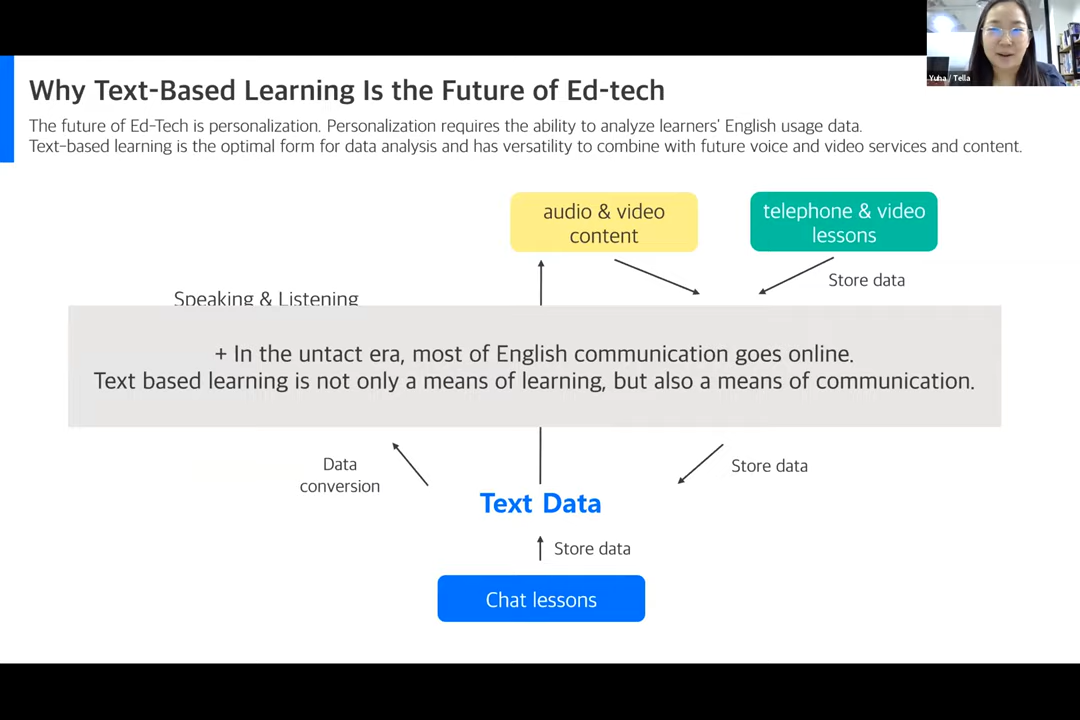 Yuha / Tella
Why Text-Based Learning Is the Future of Ed-tech
The future of Ed-Tech is personalization. Personalization requires the ability to analyze learners' English usage data.
Text-based learning is the optimal form for data analysis and has versatility to combine with future voice and video services and content.
audio & video
content
telephone & video
lessons
Store data
Speaking & Listening
+ In the untact era, most of English communication goes online.
Text based learning is not only a means of learning, but also a means of communication.
Data
conversion
Store data
Text Data
Store data
Chat lessons